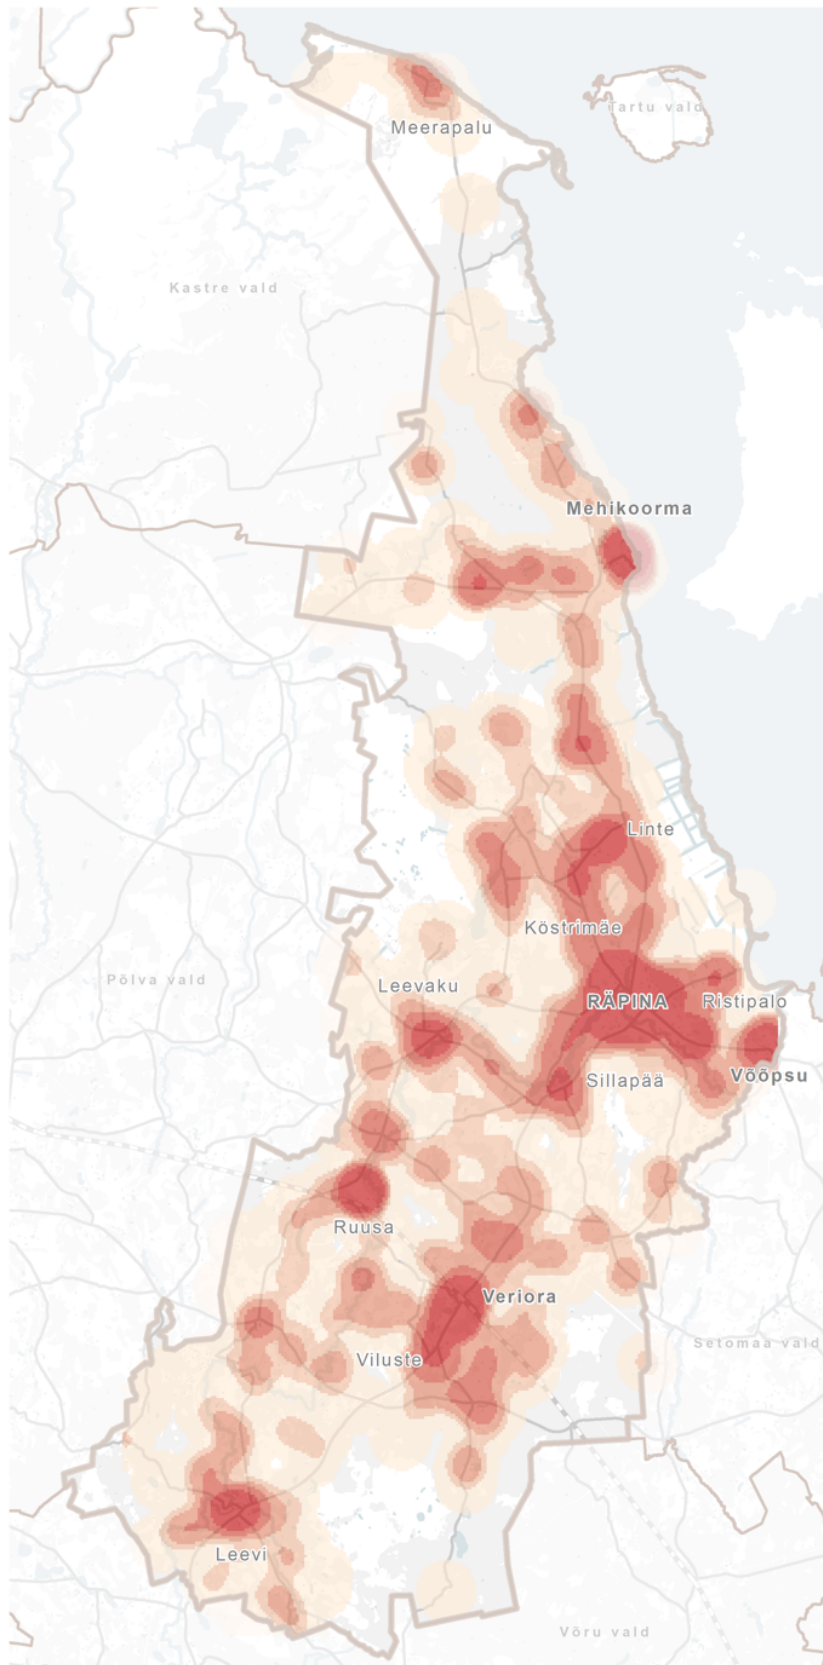 Tartu vald
Meerapalu
Kastre vald
Mehikoorma
Linte
Köstrimäe
Põlva vald
Leevaku
RÄPINA
Ristipalo
Võõpsu
Sillapää
Ruusa
Veriora
Setomaa vald
Viluste
Leevi
Võru vald